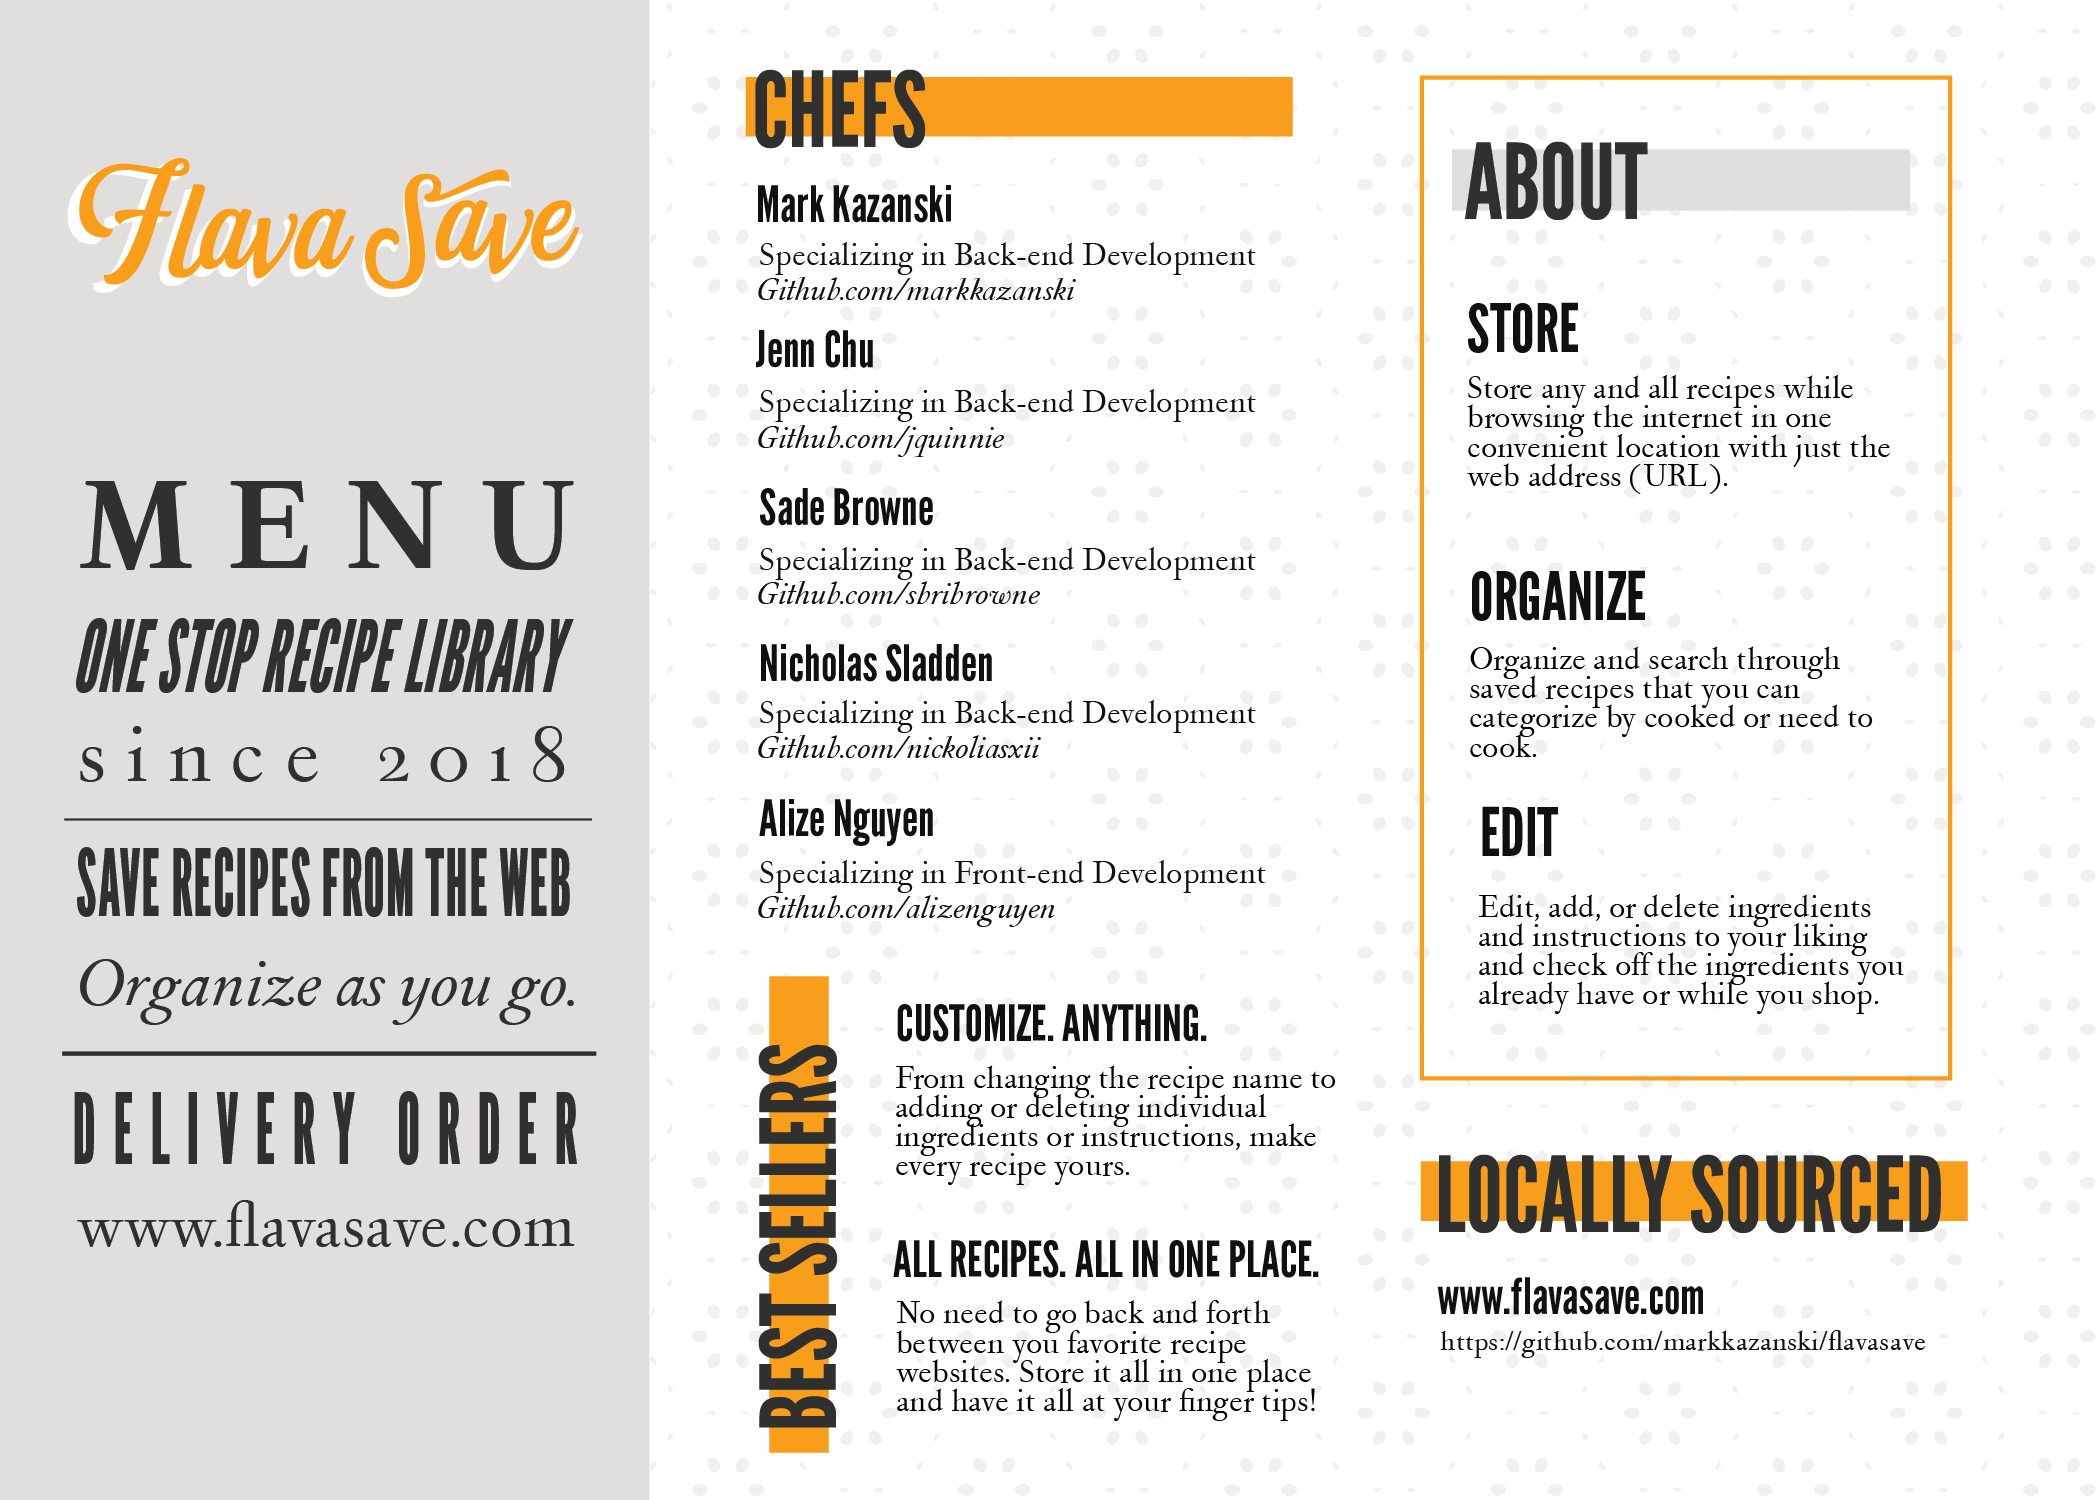 Flava Save
MENU
ONE STOP RECIPE LIBRARY
since 2018
SAVE RECIPES FROM THE WEB
Organize as you go.
DELIVERY ORDER
www.flavasave.com
CHEFS
Mark Kazanski
Specializing in Back-end Development
Github.com/markkazanski
Jenn Chu
Specializing in Back-end Development
Github.com/jquinnie
Sade Browne
Specializing in Back-end Development
Github.com/sbribrowne
Nicholas Sladden
Specializing in Back-end Development
Github.com/nickoliasxii
Alize Nguyen
Specializing in Front-end Development
Github.com/alizenguyen
BEST SELLERS
CUSTOMIZE. ANYTHING.
From changing the recipe name to
adding or deleting individual
ingredients or instructions, make
every recipe yours.
ALL RECIPES. ALL IN ONE PLACE.
No need to go back and forth
between you favorite recipe
websites. Store it all in one place
and have it all at your finger tips!
ABOUT
STORE
Store any and all recipes while
browsing the internet in one
convenient location with just the
web address (URL).
ORGANIZE
Organize and search through
saved recipes that you can
categorize by cooked or need to
cook.
EDIT
Edit, add, or delete ingredients
and instructions to your liking
and check off the ingredients you
already have or while you shop.
LOCALLY SOURCED
www.flavasave.com
https://github.com/markkazanski/flavasave